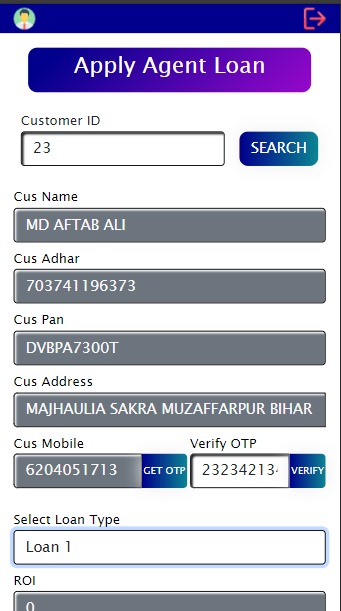 Apply Agent Loan
Customer ID
23 SEARCH
Cus Name
MD AFTAB ALI
Cus Adhar
703741196373
Cus Pan
DVBPA7300T
Cus Address
MAJHAULIA SAKRA MUZAFFARPUR BIHAR
Cus Mobile Verify OTP
6204051713 GET OTP 23234213 VERIFY
Select Loan Type
Loan 1
ROI
0